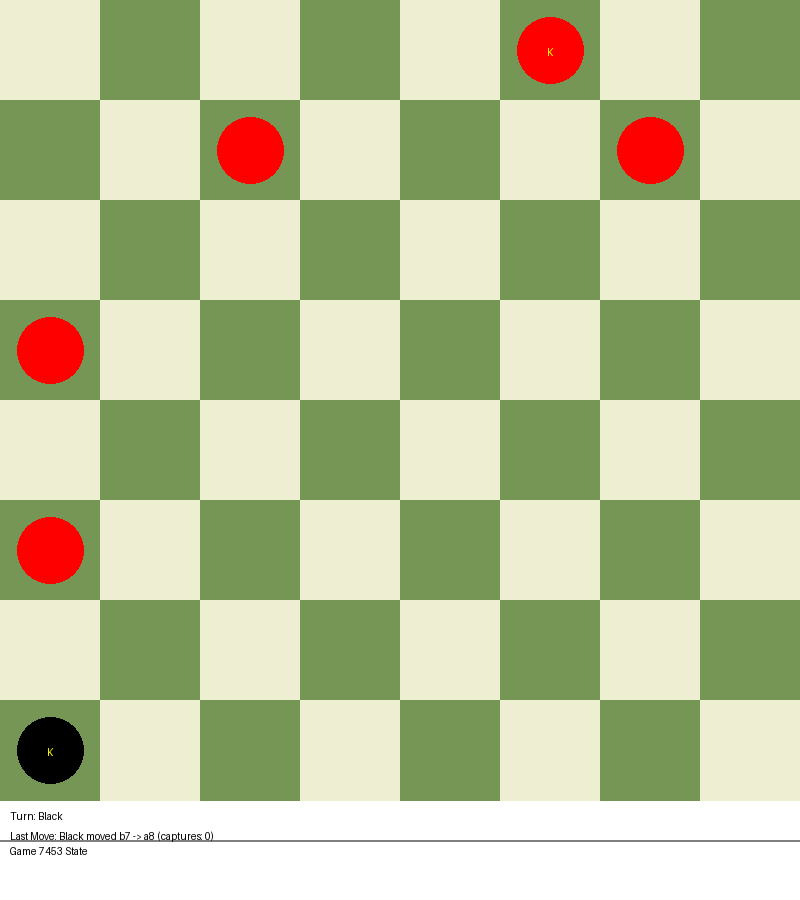 K
K
Turn: Black
Last Move: Black moved b7 -> a8 (captures: 0)
Game 7453 State